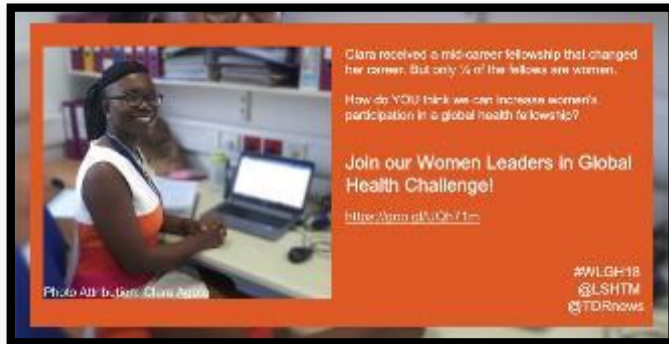 Clara received a mid-career fellowship that changed
her career. But only ¼ of the fellows are women.
How do YOU think we can increase women's
participation in a global health fellowship?
Join our Women Leaders in Global
Health Challenge!
#WLGH18
@LSHTM
@TDRnews
Photo Attribution: Clara